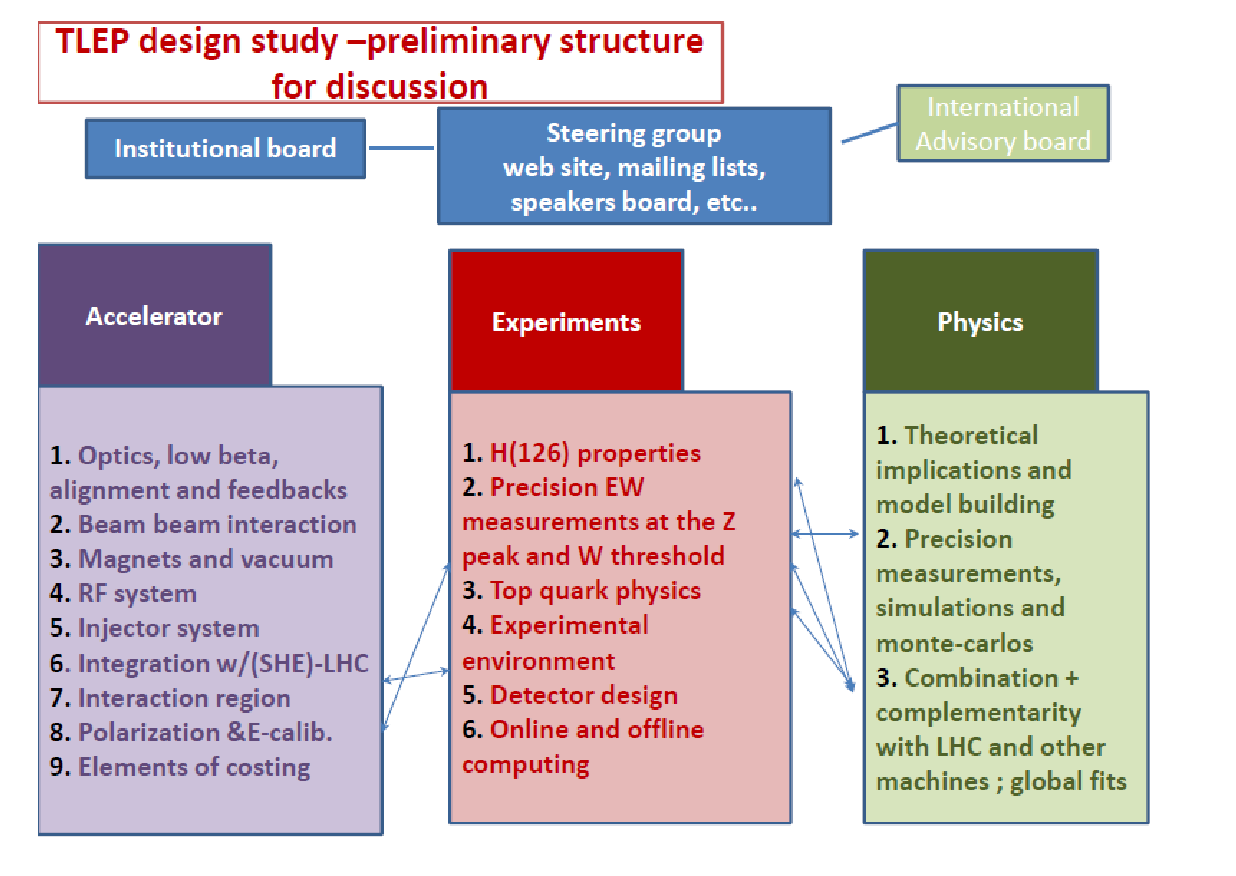 TLEP design study –preliminary structure
for discussion
Institutional board
Steering group
web site, mailing lists,
speakers board, etc..
International
Advisory board
Accelerator
1. Optics, low beta,
alignment and feedbacks
2. Beam beam interaction
3. Magnets and vacuum
4. RF system
5. Injector system
6. Integration w/(SHE)-LHC
7. Interaction region
8. Polarization &E-calib.
9. Elements of costing
Experiments
1. H(126) properties
2. Precision EW
measurements at the Z
peak and W threshold
3. Top quark physics
4. Experimental
environment
5. Detector design
6. Online and offline
computing
Physics
1. Theoretical
implications and
model building
2. Precision
measurements,
simulations and
monte-carlos
3. Combination +
complementarity
with LHC and other
machines ; global fits